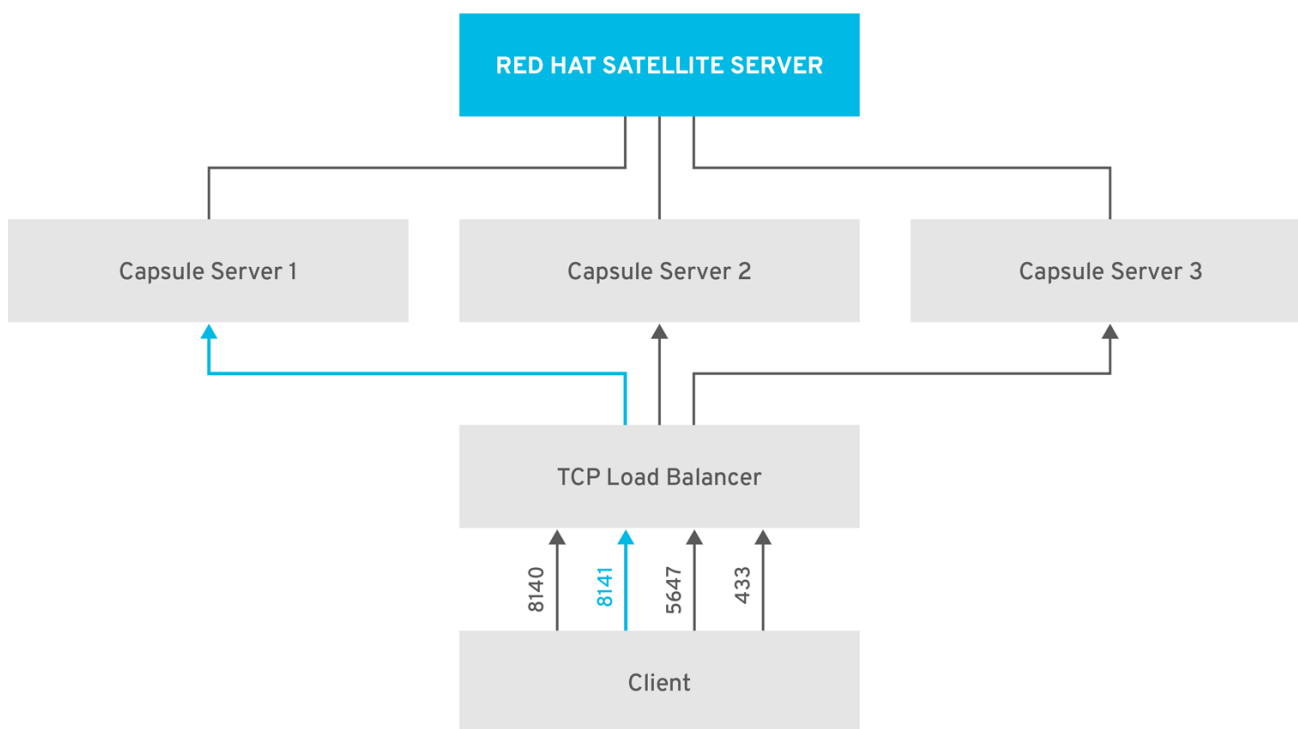 RED HAT SATELLITE SERVER
Capsule Server 1
Capsule Server 2
Capsule Server 3
TCP Load Balancer
8140
8141
5647
433
Client